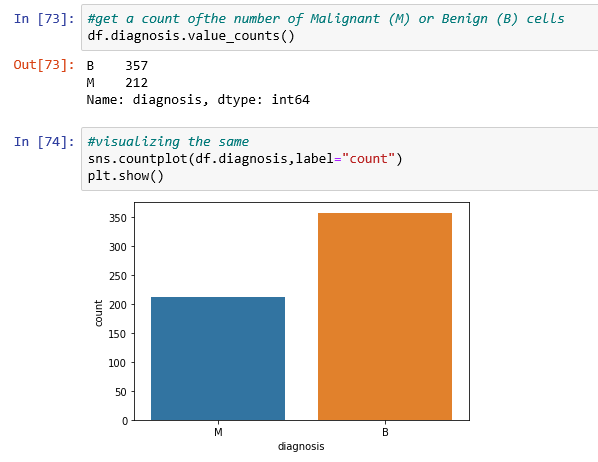 In [73]: #get a count ofthe number of Malignant (M) or Benign (B) cells
df.diagnosis.value_counts()
Out[73]: B    357
M    212
Name: diagnosis, dtype: int64
In [74]: #visualizing the same
sns.countplot(df.diagnosis,label="count")
plt.show()
350
300
250
200
150
100
50
0
count
M B
diagnosis